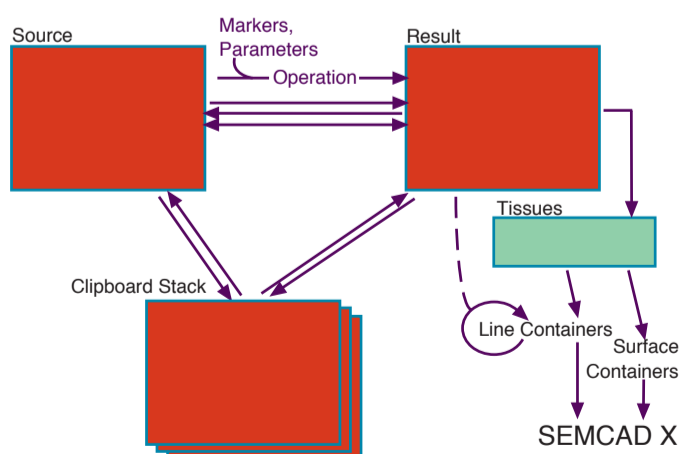 Source
Markers,
Parameters
Operation
Result
Tissues
Clipboard Stack
Line Containers
Surface
Containers
SEMCAD X